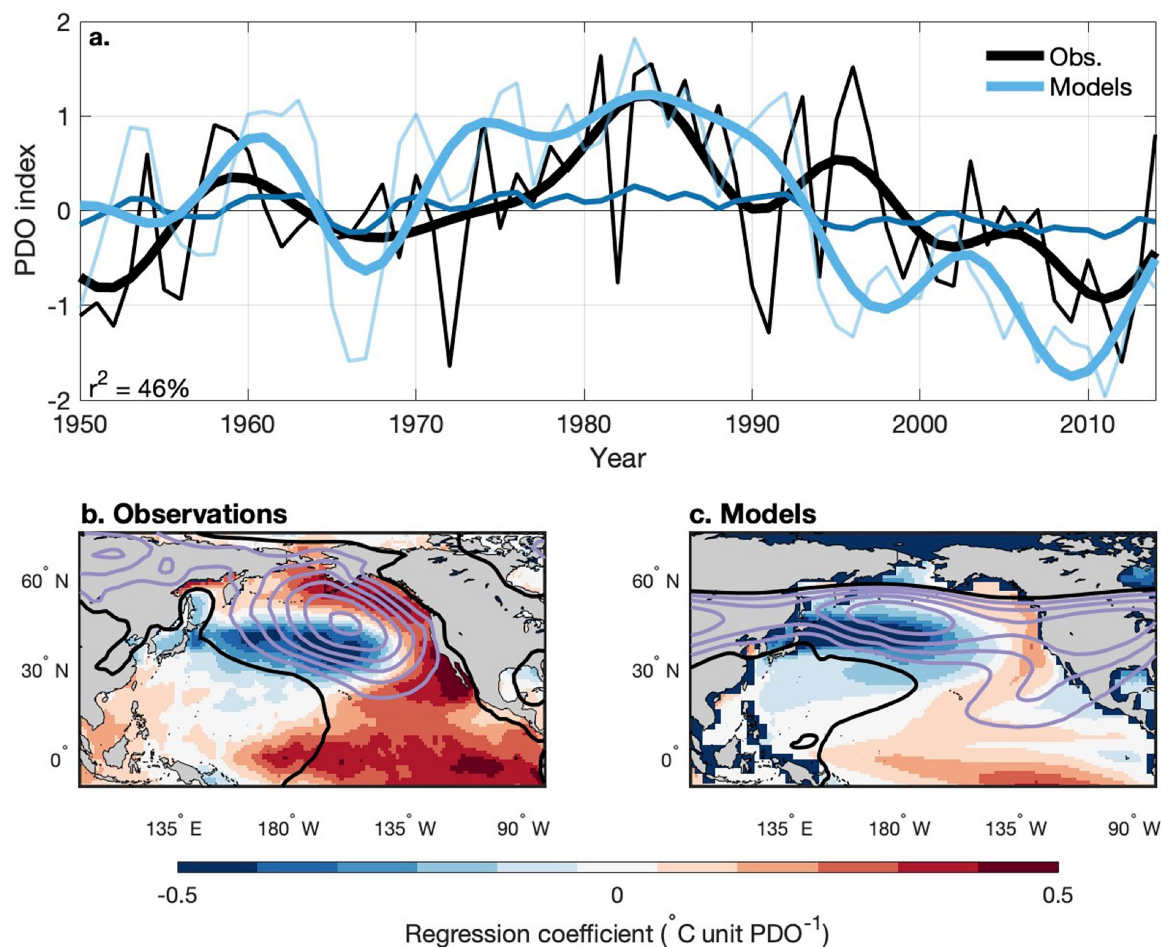 a.
Obs.
Models
2
1
0
-1
-2
PDO index
r² = 46%
1950 1960 1970 1980 1990 2000 2010
Year
b. Observations
c. Models
60° N
30° N
0°
60° N
30° N
0°
135° E 180° W 135° W 90° W
135° E 180° W 135° W 90° W
-0.5 0 0.5
Regression coefficient (°C unit PDO⁻¹)